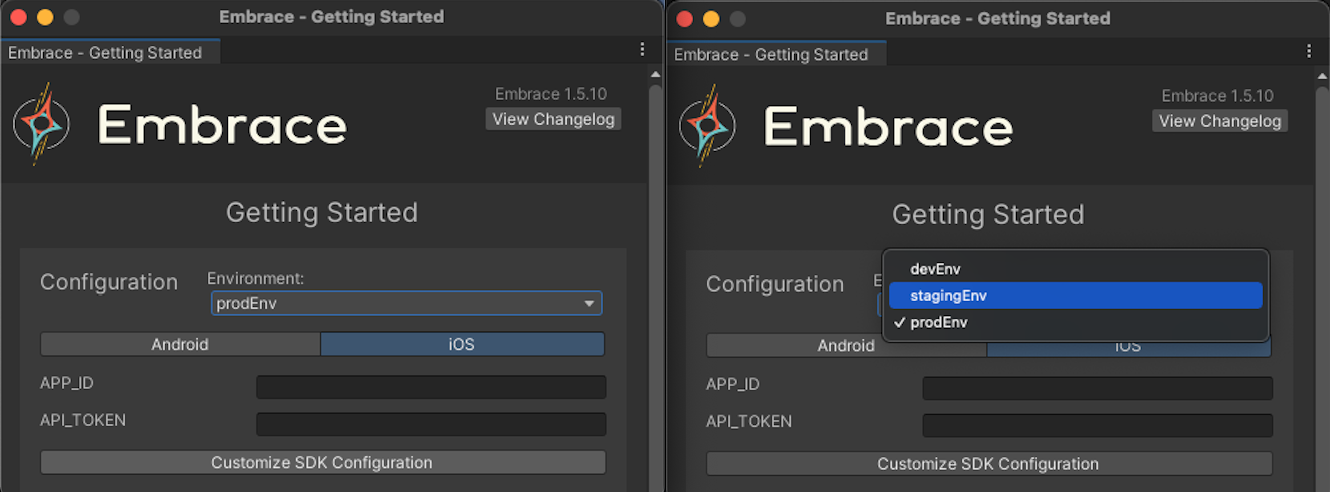 Embrace - Getting Started
Embrace - Getting Started
Embrace
Embrace 1.5.10
View Changelog
Getting Started
Configuration
Environment:
prodEnv
Android
iOS
APP_ID
API_TOKEN
Customize SDK Configuration
Embrace - Getting Started
Embrace - Getting Started
Embrace
Embrace 1.5.10
View Changelog
Getting Started
Configuration
devEnv
stagingEnv
✓ prodEnv
Android
iOS
APP_ID
API_TOKEN
Customize SDK Configuration